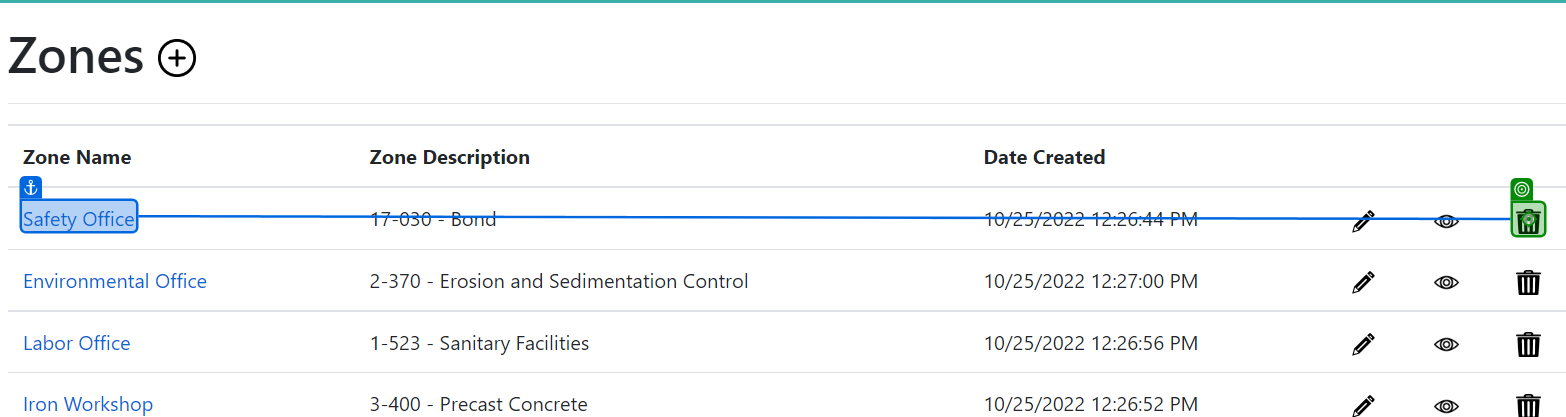 Zones
Zone Name Zone Description Date Created
Safety Office 17-030 - Bond 10/25/2022 12:26:44 PM
Environmental Office 2-370 - Erosion and Sedimentation Control 10/25/2022 12:27:00 PM
Labor Office 1-523 - Sanitary Facilities 10/25/2022 12:26:56 PM
Iron Workshop 3-400 - Precast Concrete 10/25/2022 12:26:52 PM